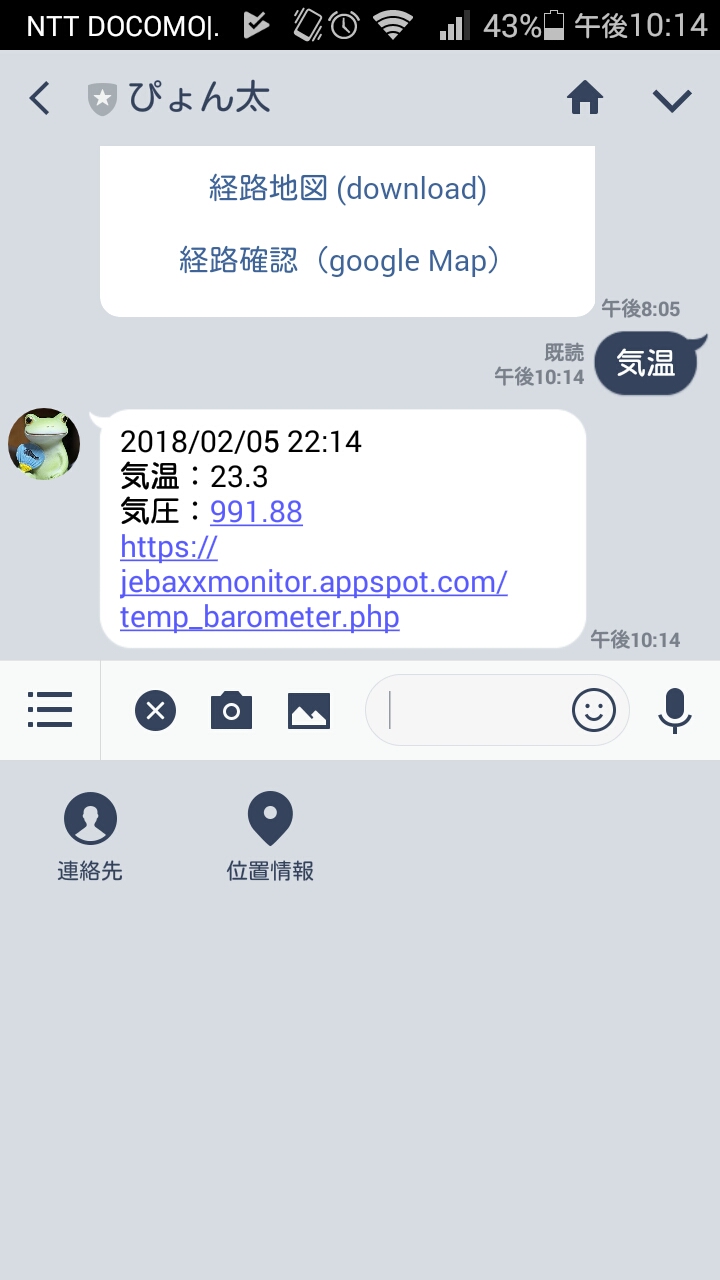 NTT DOCOMO|. 43% 午後10:14
ぴょん太
経路地図 (download)
経路確認（google Map）
午後8:05
既読
午後10:14
気温
2018/02/05 22:14
気温：23.3
気圧：991.88
https://
jebaxxmonitor.appspot.com/
temp_barometer.php
午後10:14
連絡先
位置情報